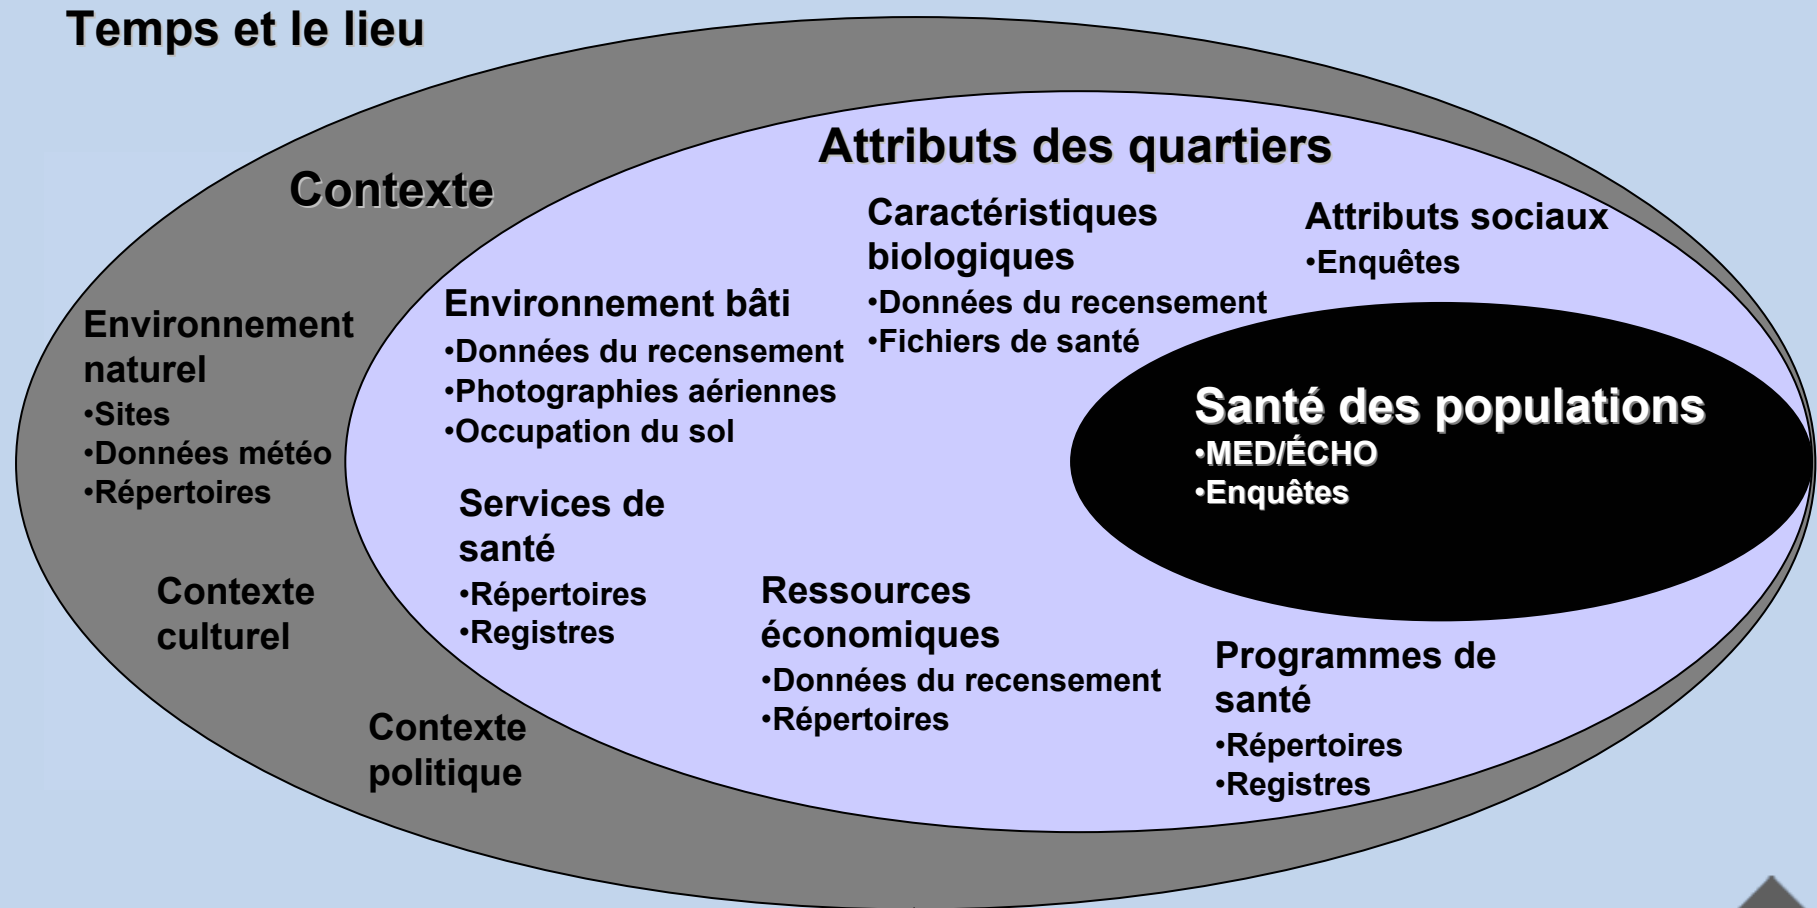 Temps et le lieu
Contexte
Environnement
naturel
•Sites
•Données météo
•Répertoires
Contexte
culturel
Contexte
politique
Attributs des quartiers
Environnement bâti
•Données du recensement
•Photographies aériennes
•Occupation du sol
Caractéristiques
biologiques
•Données du recensement
•Fichiers de santé
Attributs sociaux
•Enquêtes
Services de
santé
•Répertoires
•Registres
Ressources
économiques
•Données du recensement
•Répertoires
Programmes de
santé
•Répertoires
•Registres
Santé des populations
•MED/ÉCHO
•Enquêtes